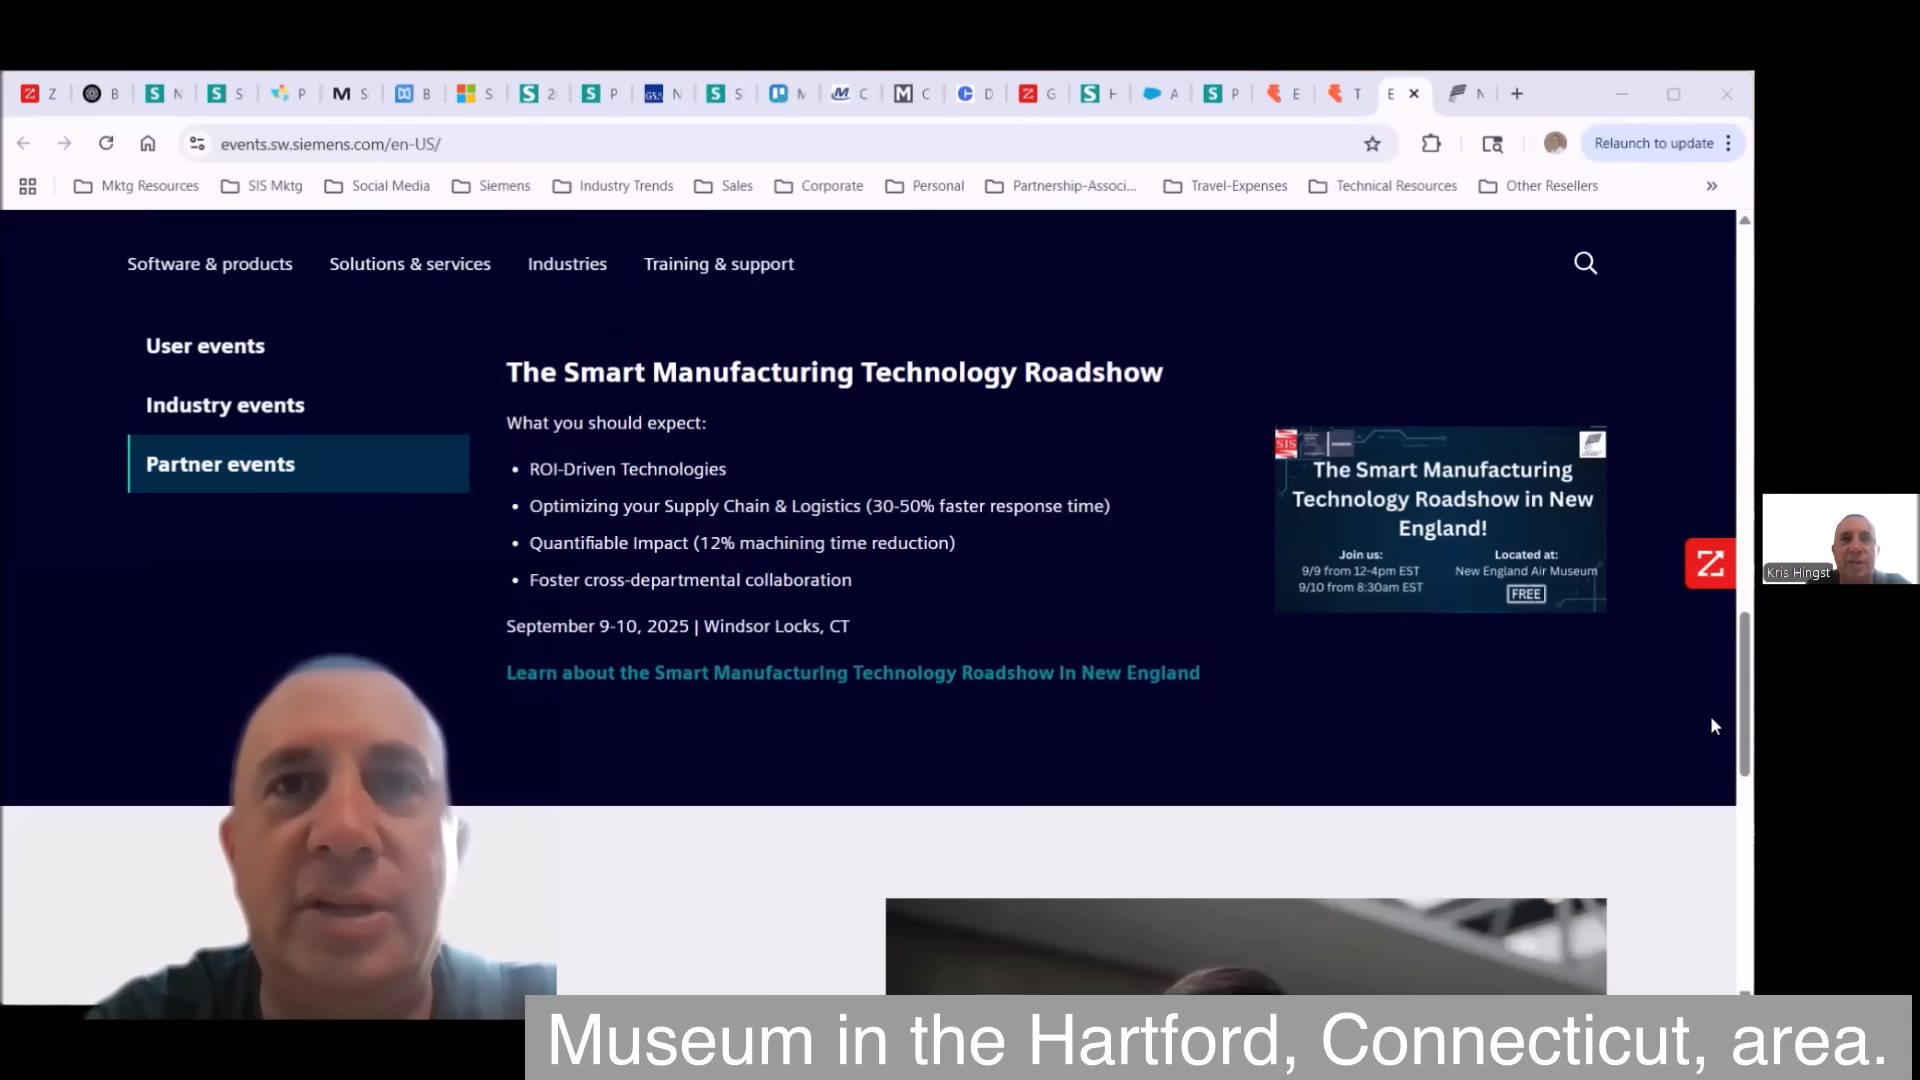 Z
B
N
S
P
S
B
S
2
P
N
S
M
C
C
D
G
H
A
P
E
T
E
N
events.sw.siemens.com/en-US/
Relaunch to update
Mktg Resources
SIS Mktg
Social Media
Siemens
Industry Trends
Sales
Corporate
Personal
Partnership-Associ...
Travel-Expenses
Technical Resources
Other Resellers
Software & products
Solutions & services
Industries
Training & support
User events
Industry events
Partner events
The Smart Manufacturing Technology Roadshow
What you should expect:
• ROI-Driven Technologies
• Optimizing your Supply Chain & Logistics (30-50% faster response time)
• Quantifiable Impact (12% machining time reduction)
• Foster cross-departmental collaboration
September 9-10, 2025 | Windsor Locks, CT
Learn about the Smart Manufacturing Technology Roadshow in New England
SIS
The Smart Manufacturing
Technology Roadshow in New
England!
Join us:
9/9 from 12-4pm EST
9/10 from 8:30am EST
Located at:
New England Air Museum
FREE
Kris Hingst
Museum in the Hartford, Connecticut, area.